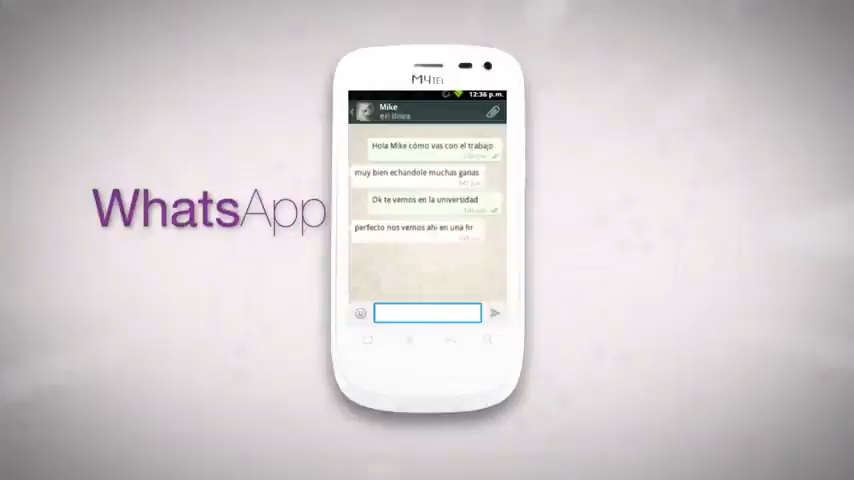 M4TEL
12:36 p.m.
Mike
en línea
Hola Mike cómo vas con el trabajo
muy bien echandole muchas ganas
Ok te vemos en la universidad
perfecto nos vemos ahi en una hr
WhatsApp